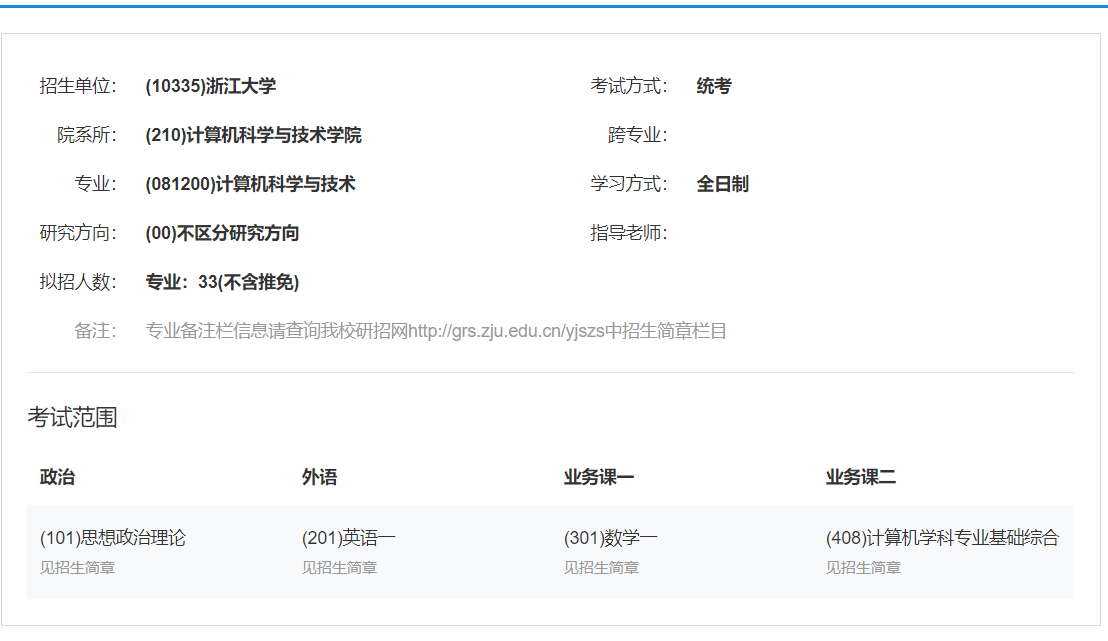 招生单位： (10335)浙江大学 考试方式： 统考
院系所： (210)计算机科学与技术学院 跨专业：
专业： (081200)计算机科学与技术 学习方式： 全日制
研究方向： (00)不区分研究方向 指导老师：
拟招人数： 专业：33(不含推免)
备注： 专业备注栏信息请查询我校研招网http://grs.zju.edu.cn/yjszs中招生简章栏目
考试范围
政治 外语 业务课一 业务课二
(101)思想政治理论 (201)英语一 (301)数学一 (408)计算机学科专业基础综合
见招生简章 见招生简章 见招生简章 见招生简章